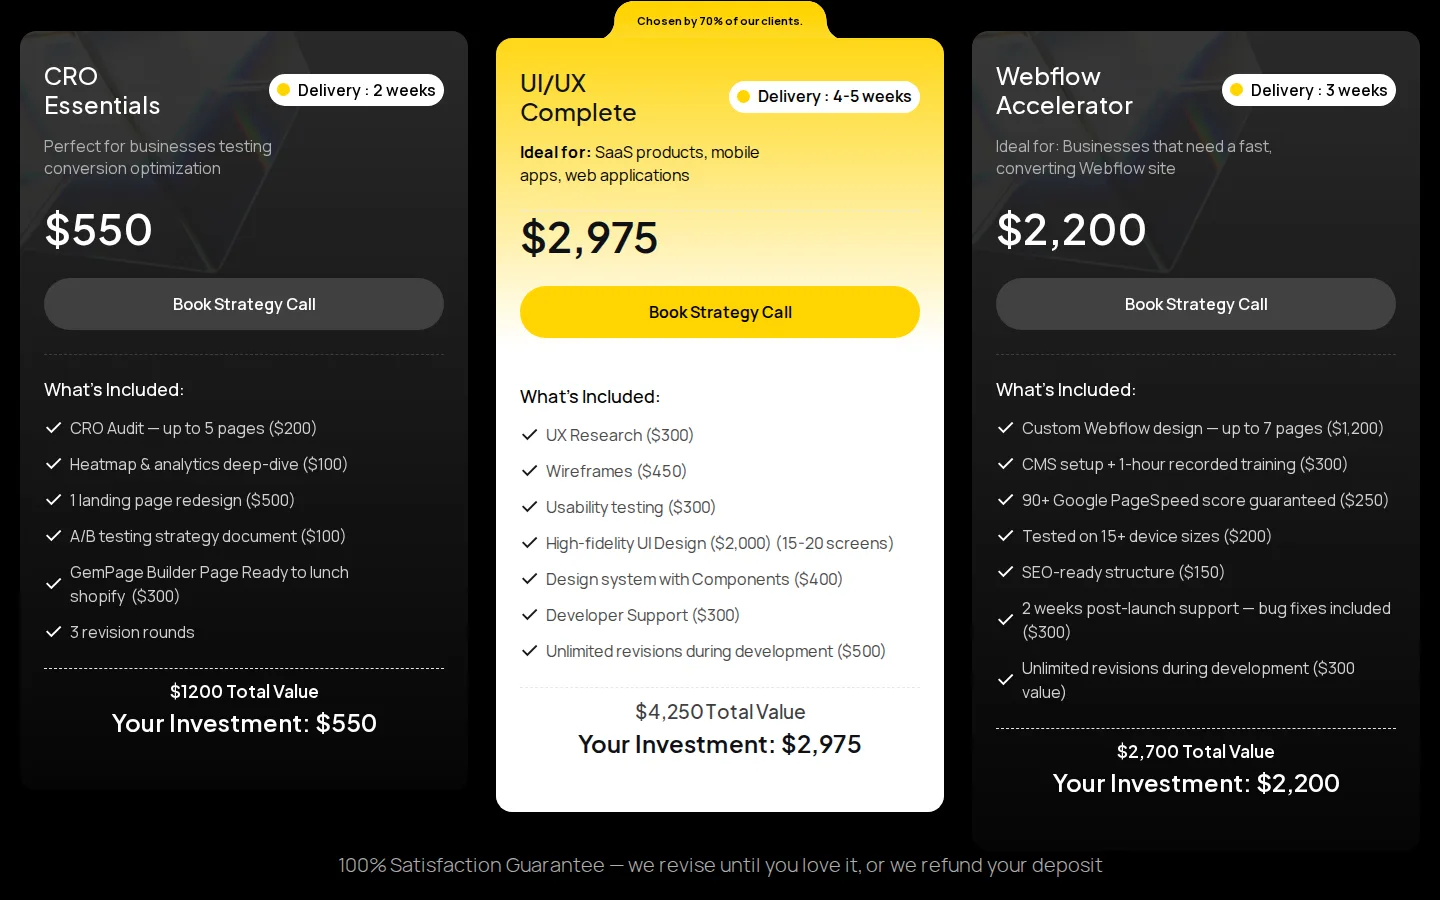 Chosen by 70% of our clients.
CRO
Essentials
Delivery : 2 weeks
Perfect for businesses testing
conversion optimization
$550
Book Strategy Call
What's Included:
CRO Audit — up to 5 pages ($200)
Heatmap & analytics deep-dive ($100)
1 landing page redesign ($500)
A/B testing strategy document ($100)
GemPage Builder Page Ready to lunch
shopify ($300)
3 revision rounds
$1200 Total Value
Your Investment: $550
UI/UX
Complete
Delivery : 4-5 weeks
Ideal for: SaaS products, mobile
apps, web applications
$2,975
Book Strategy Call
What's Included:
UX Research ($300)
Wireframes ($450)
Usability testing ($300)
High-fidelity UI Design ($2,000) (15-20 screens)
Design system with Components ($400)
Developer Support ($300)
Unlimited revisions during development ($500)
$4,250 Total Value
Your Investment: $2,975
Webflow
Accelerator
Delivery : 3 weeks
Ideal for: Businesses that need a fast,
converting Webflow site
$2,200
Book Strategy Call
What's Included:
Custom Webflow design — up to 7 pages ($1,200)
CMS setup + 1-hour recorded training ($300)
90+ Google PageSpeed score guaranteed ($250)
Tested on 15+ device sizes ($200)
SEO-ready structure ($150)
2 weeks post-launch support — bug fixes included
($300)
Unlimited revisions during development ($300
value)
$2,700 Total Value
Your Investment: $2,200
100% Satisfaction Guarantee — we revise until you love it, or we refund your deposit